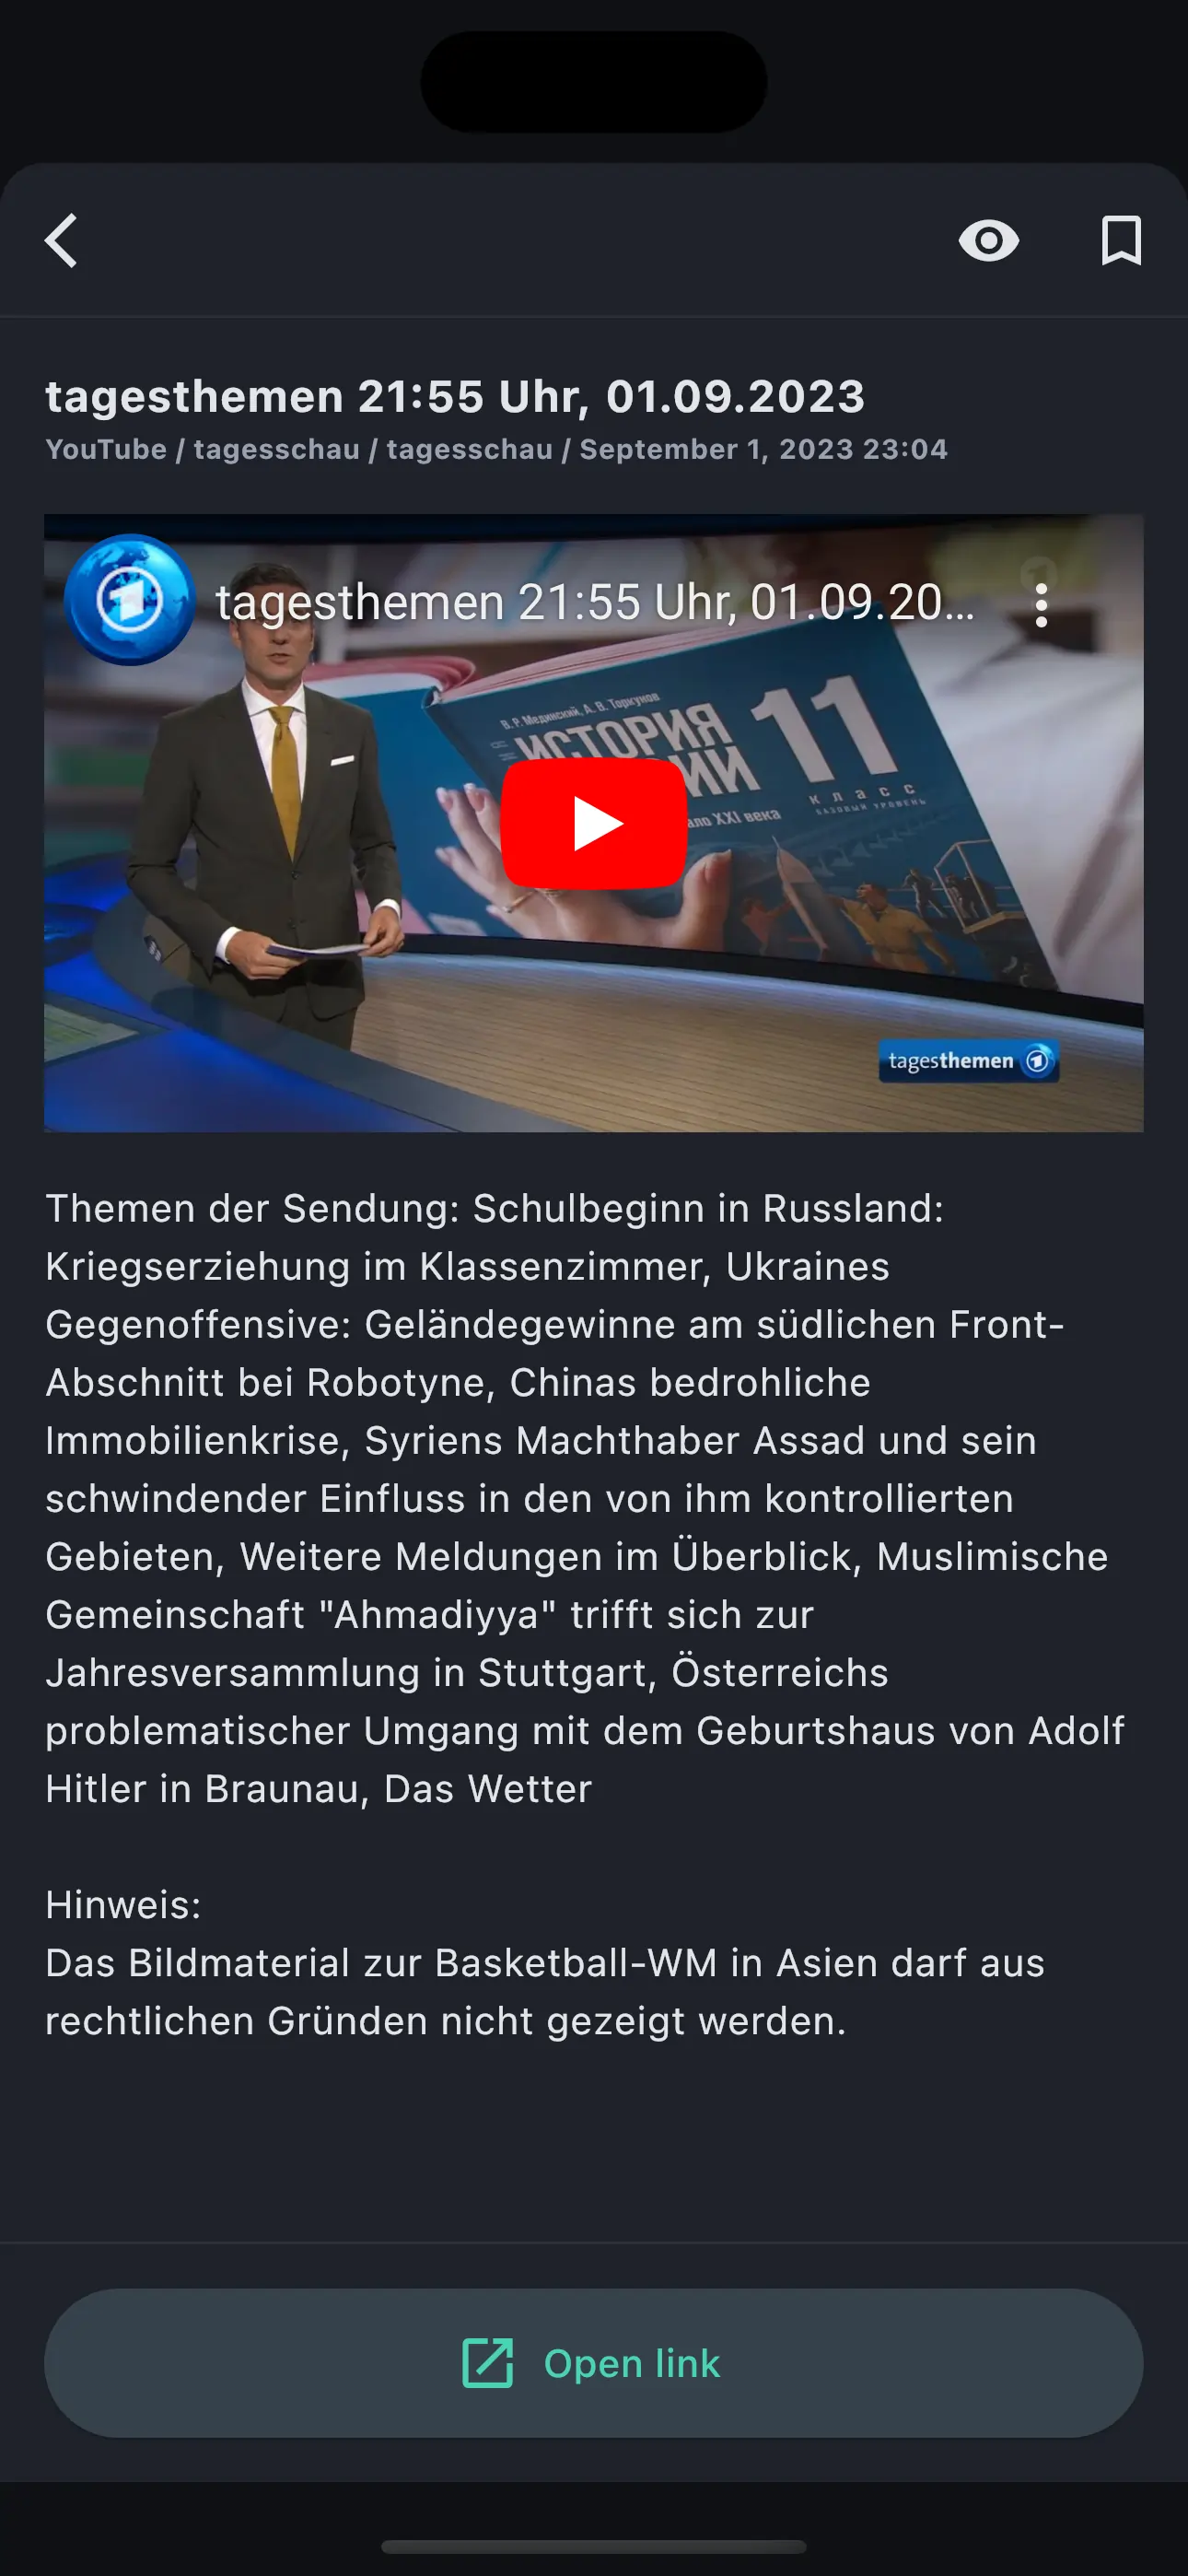 tagesthemen 21:55 Uhr, 01.09.2023
YouTube / tagesschau / tagesschau / September 1, 2023 23:04
tagesthemen 21:55 Uhr, 01.09.20...
В. Р. Мединский, А. В. Торкунов
ИСТОРИЯ
11
класс
БАЗОВЫЙ УРОВЕНЬ
XXI века
tagesthemen
Themen der Sendung: Schulbeginn in Russland:
Kriegserziehung im Klassenzimmer, Ukraines
Gegenoffensive: Geländegewinne am südlichen Front-
Abschnitt bei Robotyne, Chinas bedrohliche
Immobilienkrise, Syriens Machthaber Assad und sein
schwindender Einfluss in den von ihm kontrollierten
Gebieten, Weitere Meldungen im Überblick, Muslimische
Gemeinschaft "Ahmadiyya" trifft sich zur
Jahresversammlung in Stuttgart, Österreichs
problematischer Umgang mit dem Geburtshaus von Adolf
Hitler in Braunau, Das Wetter
Hinweis:
Das Bildmaterial zur Basketball-WM in Asien darf aus
rechtlichen Gründen nicht gezeigt werden.
Open link